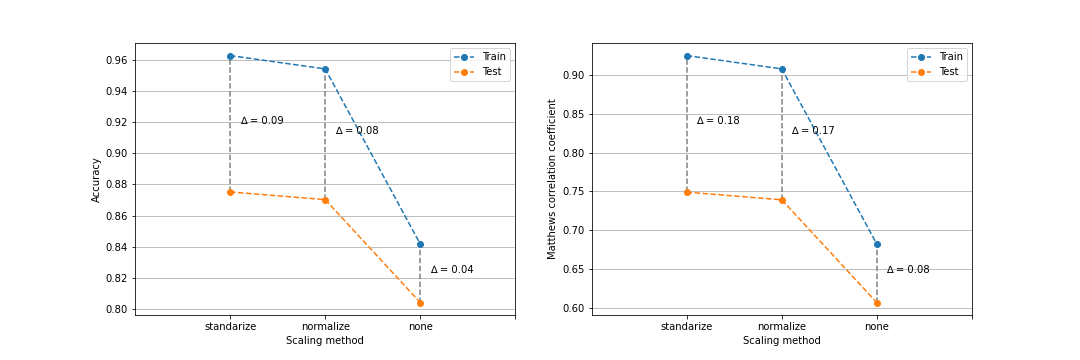 0.96
0.94
0.92
0.90
0.88
0.86
0.84
0.82
0.80
Accuracy
Train
Test
Δ = 0.09
Δ = 0.08
Δ = 0.04
standarize normalize none
Scaling method
0.90
0.85
0.80
0.75
0.70
0.65
0.60
Matthews correlation coefficient
Train
Test
Δ = 0.18
Δ = 0.17
Δ = 0.08
standarize normalize none
Scaling method